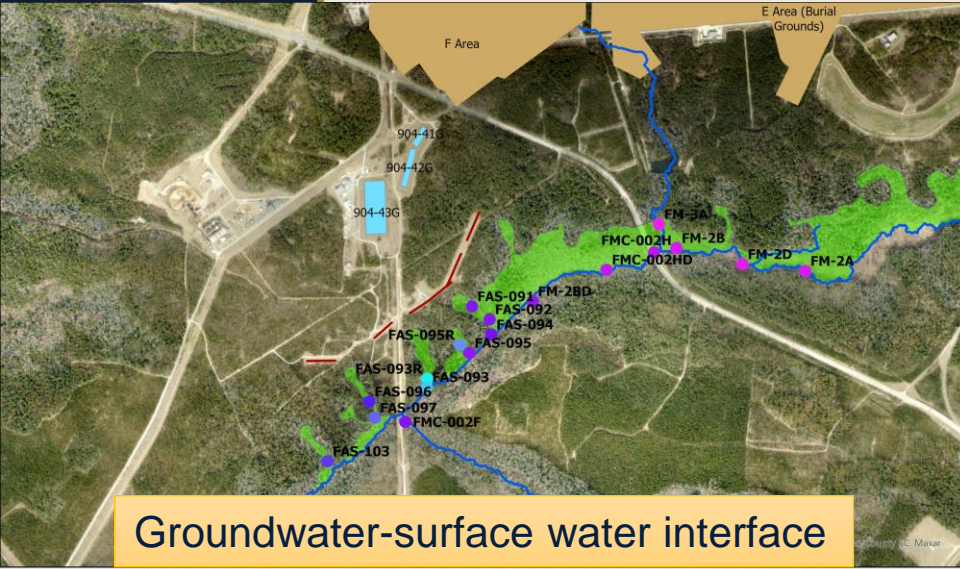 E Area (Burial
Grounds)
F Area
904-41G
904-42G
904-43G
FM-3A
FMC-002H
FM-2B
FMC-002HD
FM-2D
FM-2A
FAS-091
FM-2BD
FAS-092
FAS-094
FAS-095R
FAS-095
FAS-093R
FAS-093
FAS-096
FAS-097
FMC-002F
FAS-103
Groundwater-surface water interface
Maxar